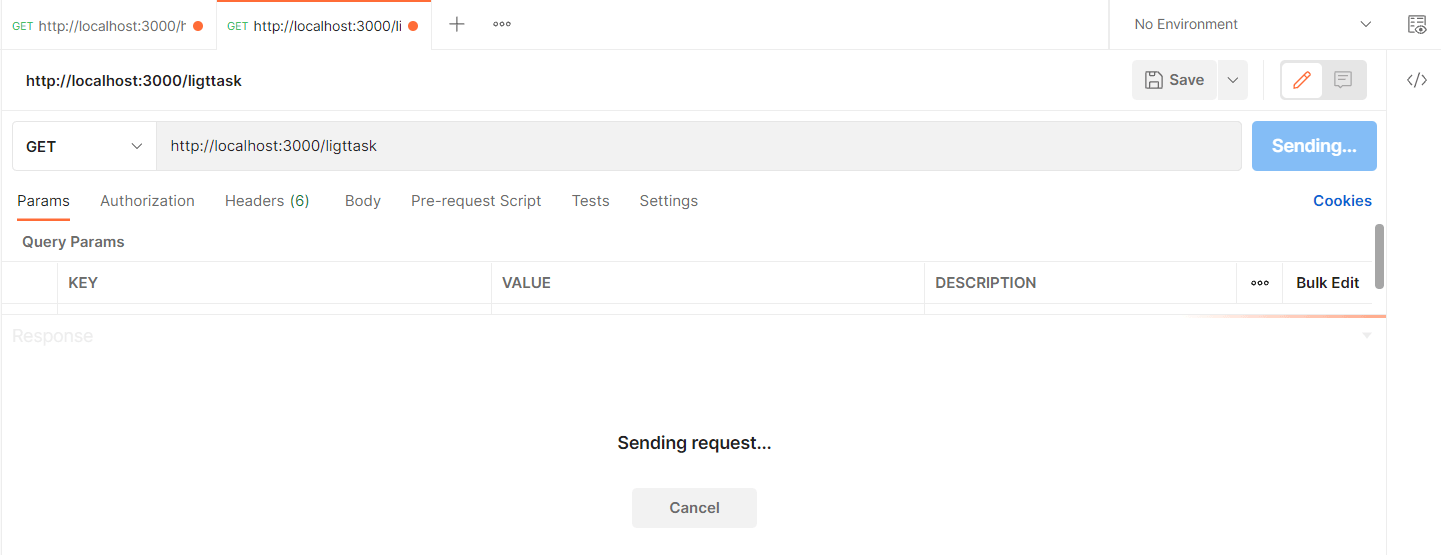 GET http://localhost:3000/h GET http://localhost:3000/li No Environment
http://localhost:3000/ligttask Save
GET http://localhost:3000/ligttask Sending...
Params Authorization Headers (6) Body Pre-request Script Tests Settings Cookies
Query Params
KEY VALUE DESCRIPTION Bulk Edit
Response
Sending request...
Cancel